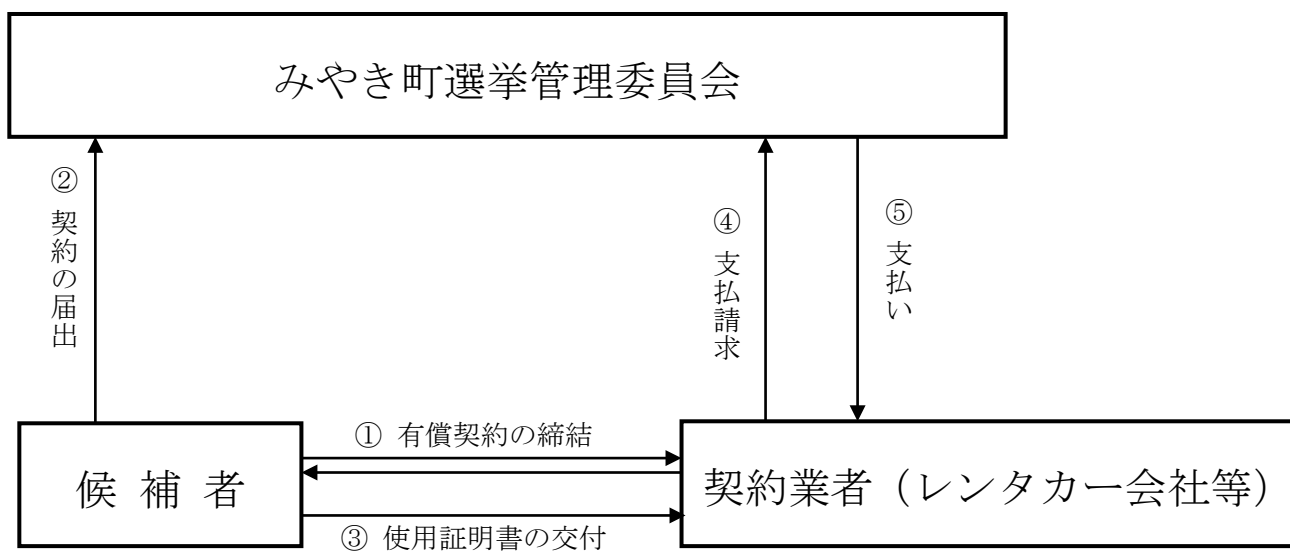 みやき町選挙管理委員会
② 契約の届出
④ 支払請求
⑤ 支払い
① 有償契約の締結
候 補 者
契約業者（レンタカー会社等）
③ 使用証明書の交付